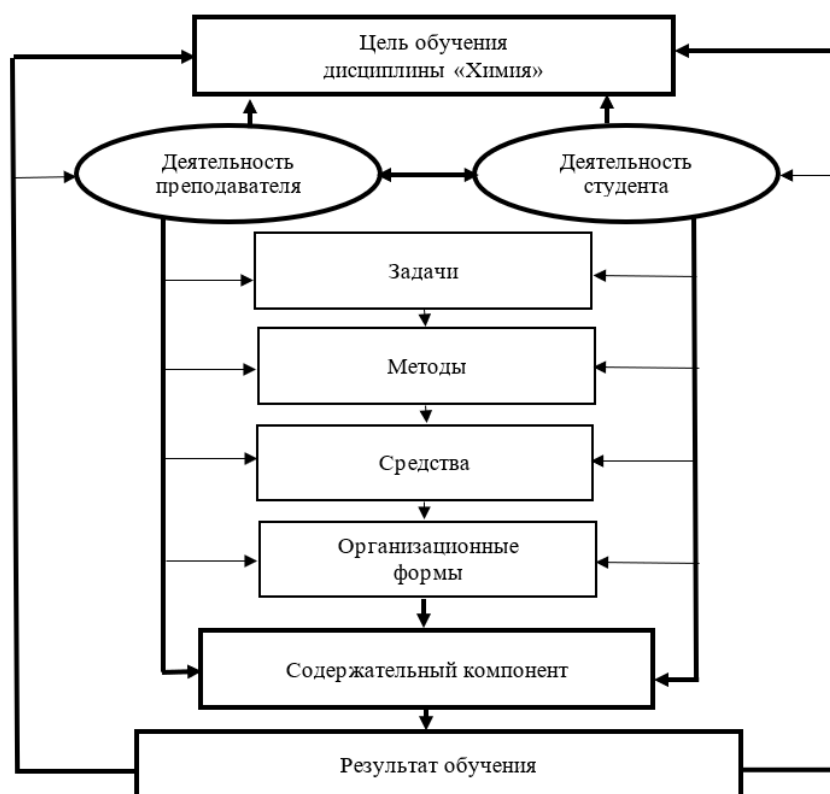 Цель обучения
дисциплины «Химия»
Деятельность
преподавателя
Деятельность
студента
Задачи
Методы
Средства
Организационные
формы
Содержательный компонент
Результат обучения